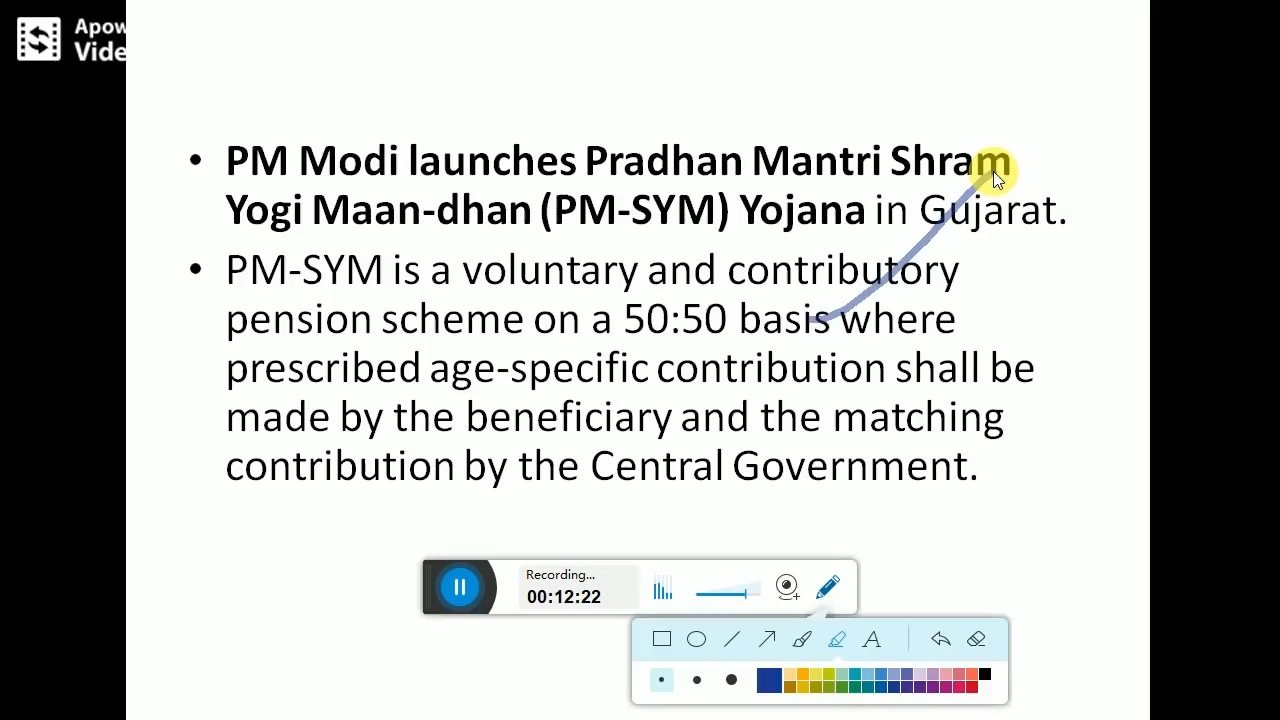 Apow
Vide
• PM Modi launches Pradhan Mantri Shram
Yogi Maan-dhan (PM-SYM) Yojana in Gujarat.
• PM-SYM is a voluntary and contributory
pension scheme on a 50:50 basis where
prescribed age-specific contribution shall be
made by the beneficiary and the matching
contribution by the Central Government.
Recording...
00:12:22
A